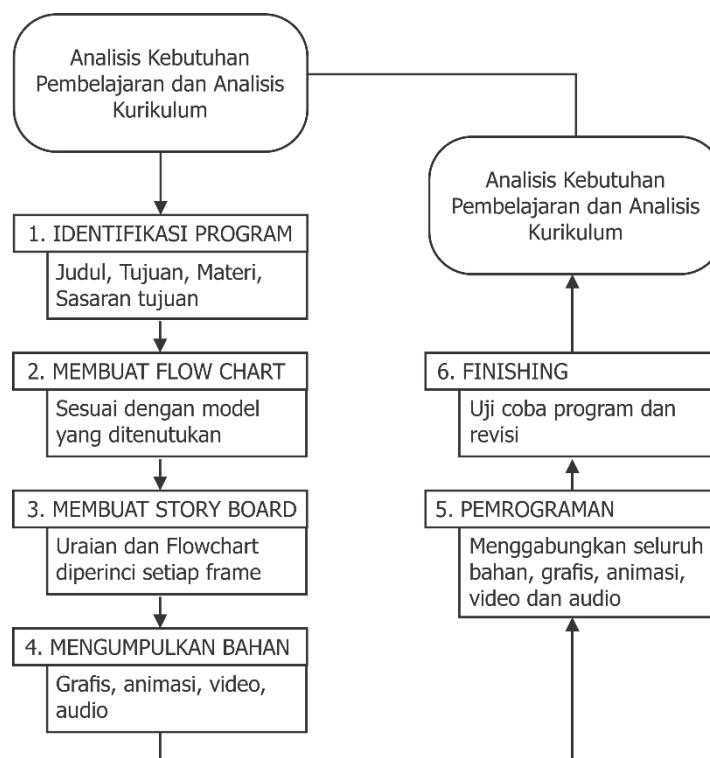 Analisis Kebutuhan
Pembelajaran dan Analisis
Kurikulum
1. IDENTIFIKASI PROGRAM
Judul, Tujuan, Materi,
Sasaran tujuan
2. MEMBUAT FLOW CHART
Sesuai dengan model
yang ditenutukan
3. MEMBUAT STORY BOARD
Uraian dan Flowchart
diperinci setiap frame
4. MENGUMPULKAN BAHAN
Grafis, animasi, video,
audio
5. PEMROGRAMAN
Menggabungkan seluruh
bahan, grafis, animasi,
video dan audio
6. FINISHING
Uji coba program dan
revisi
Analisis Kebutuhan
Pembelajaran dan Analisis
Kurikulum